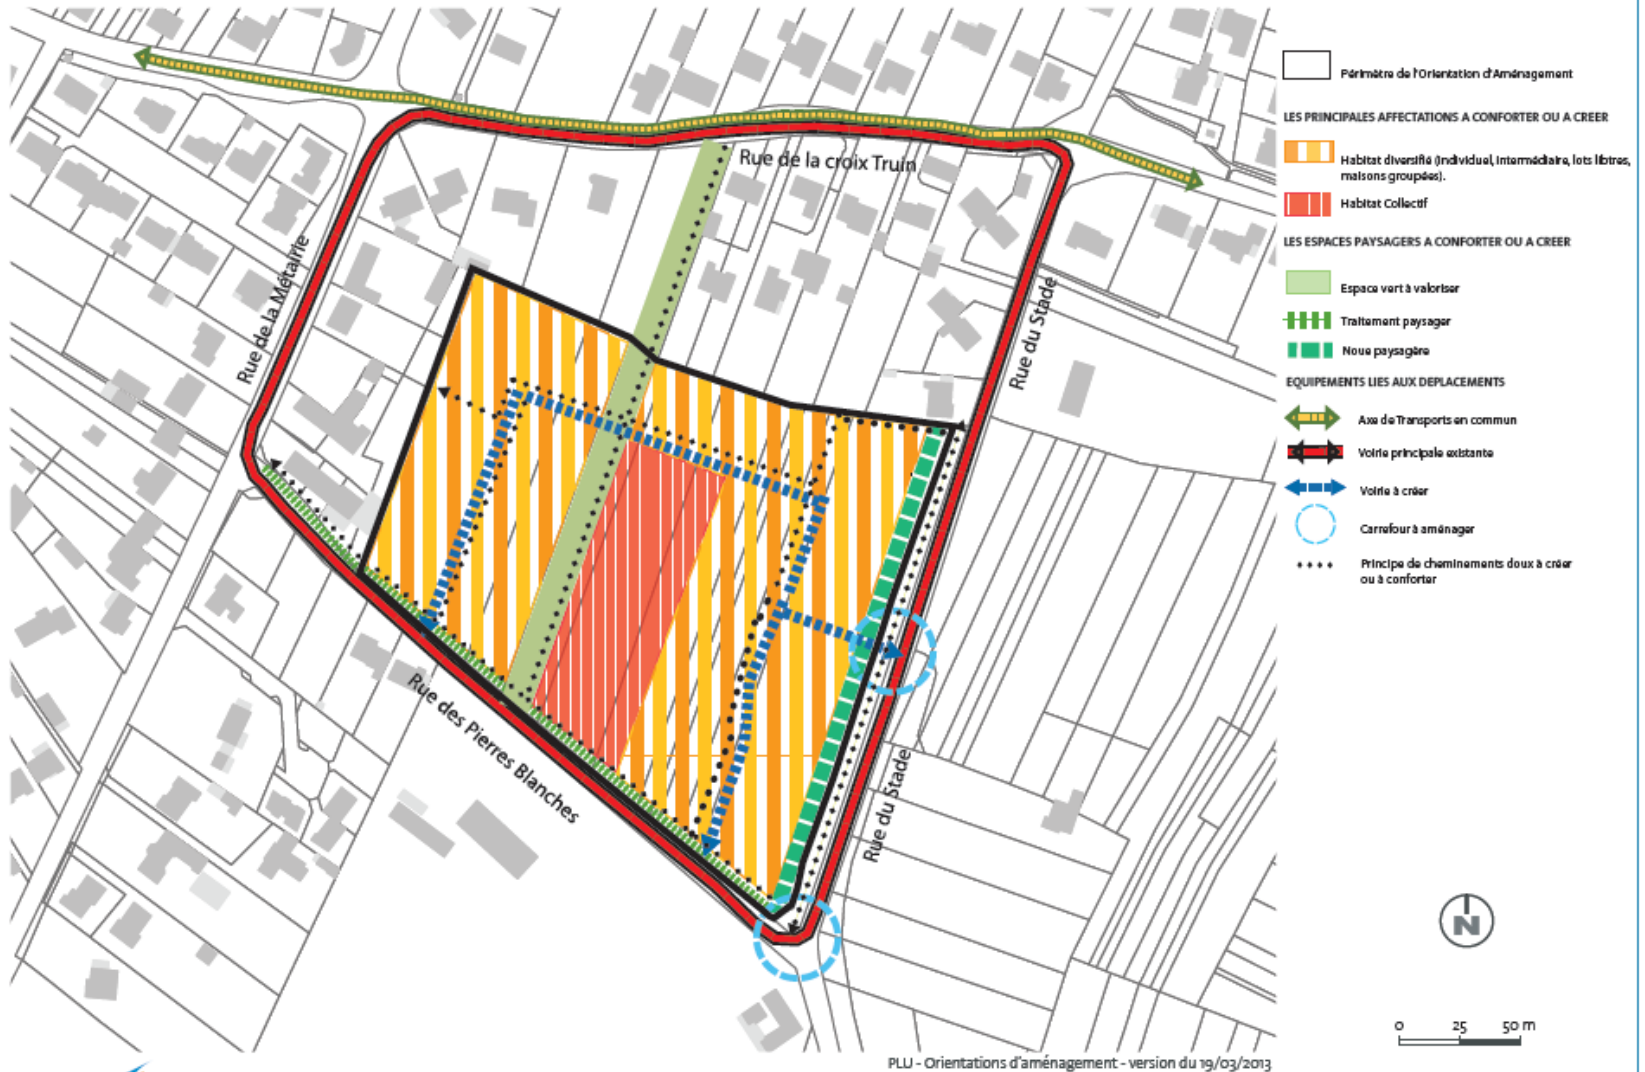 Rue de la croix Truin
Rue de la Métairie
Rue du Stade
Rue des Pierres Blanches
Rue du Stade
Périmètre de l'Orientation d'Aménagement
LES PRINCIPALES AFFECTATIONS A CONFORTER OU A CREER
Habitat diversifié (Individuel, Intermédiaire, lots libtres,
maisons groupées).
Habitat Collectif
LES ESPACES PAYSAGERS A CONFORTER OU A CREER
Espace vert à valoriser
Traitement paysager
Noue paysagère
EQUIPEMENTS LIES AUX DEPLACEMENTS
Axe de Transports en commun
Voirie principale existante
Voirie à créer
Carrefour à aménager
Principe de cheminements doux à créer
ou à conforter
N
0 25 50 m
PLU - Orientations d'aménagement - version du 19/03/2013